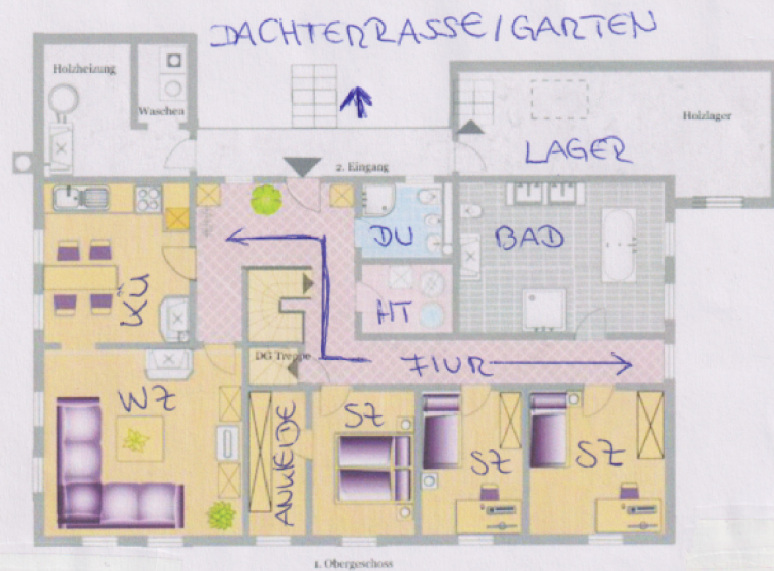 DACHTERRASSE/GARTEN
Holzheizung
Waschen
Holzlager
LAGER
2. Eingang
DU
BAD
KÜ
HT
DG Treppe
FLUR
WZ
ANKLEIDE
SZ
SZ
SZ
1. Obergeschoss